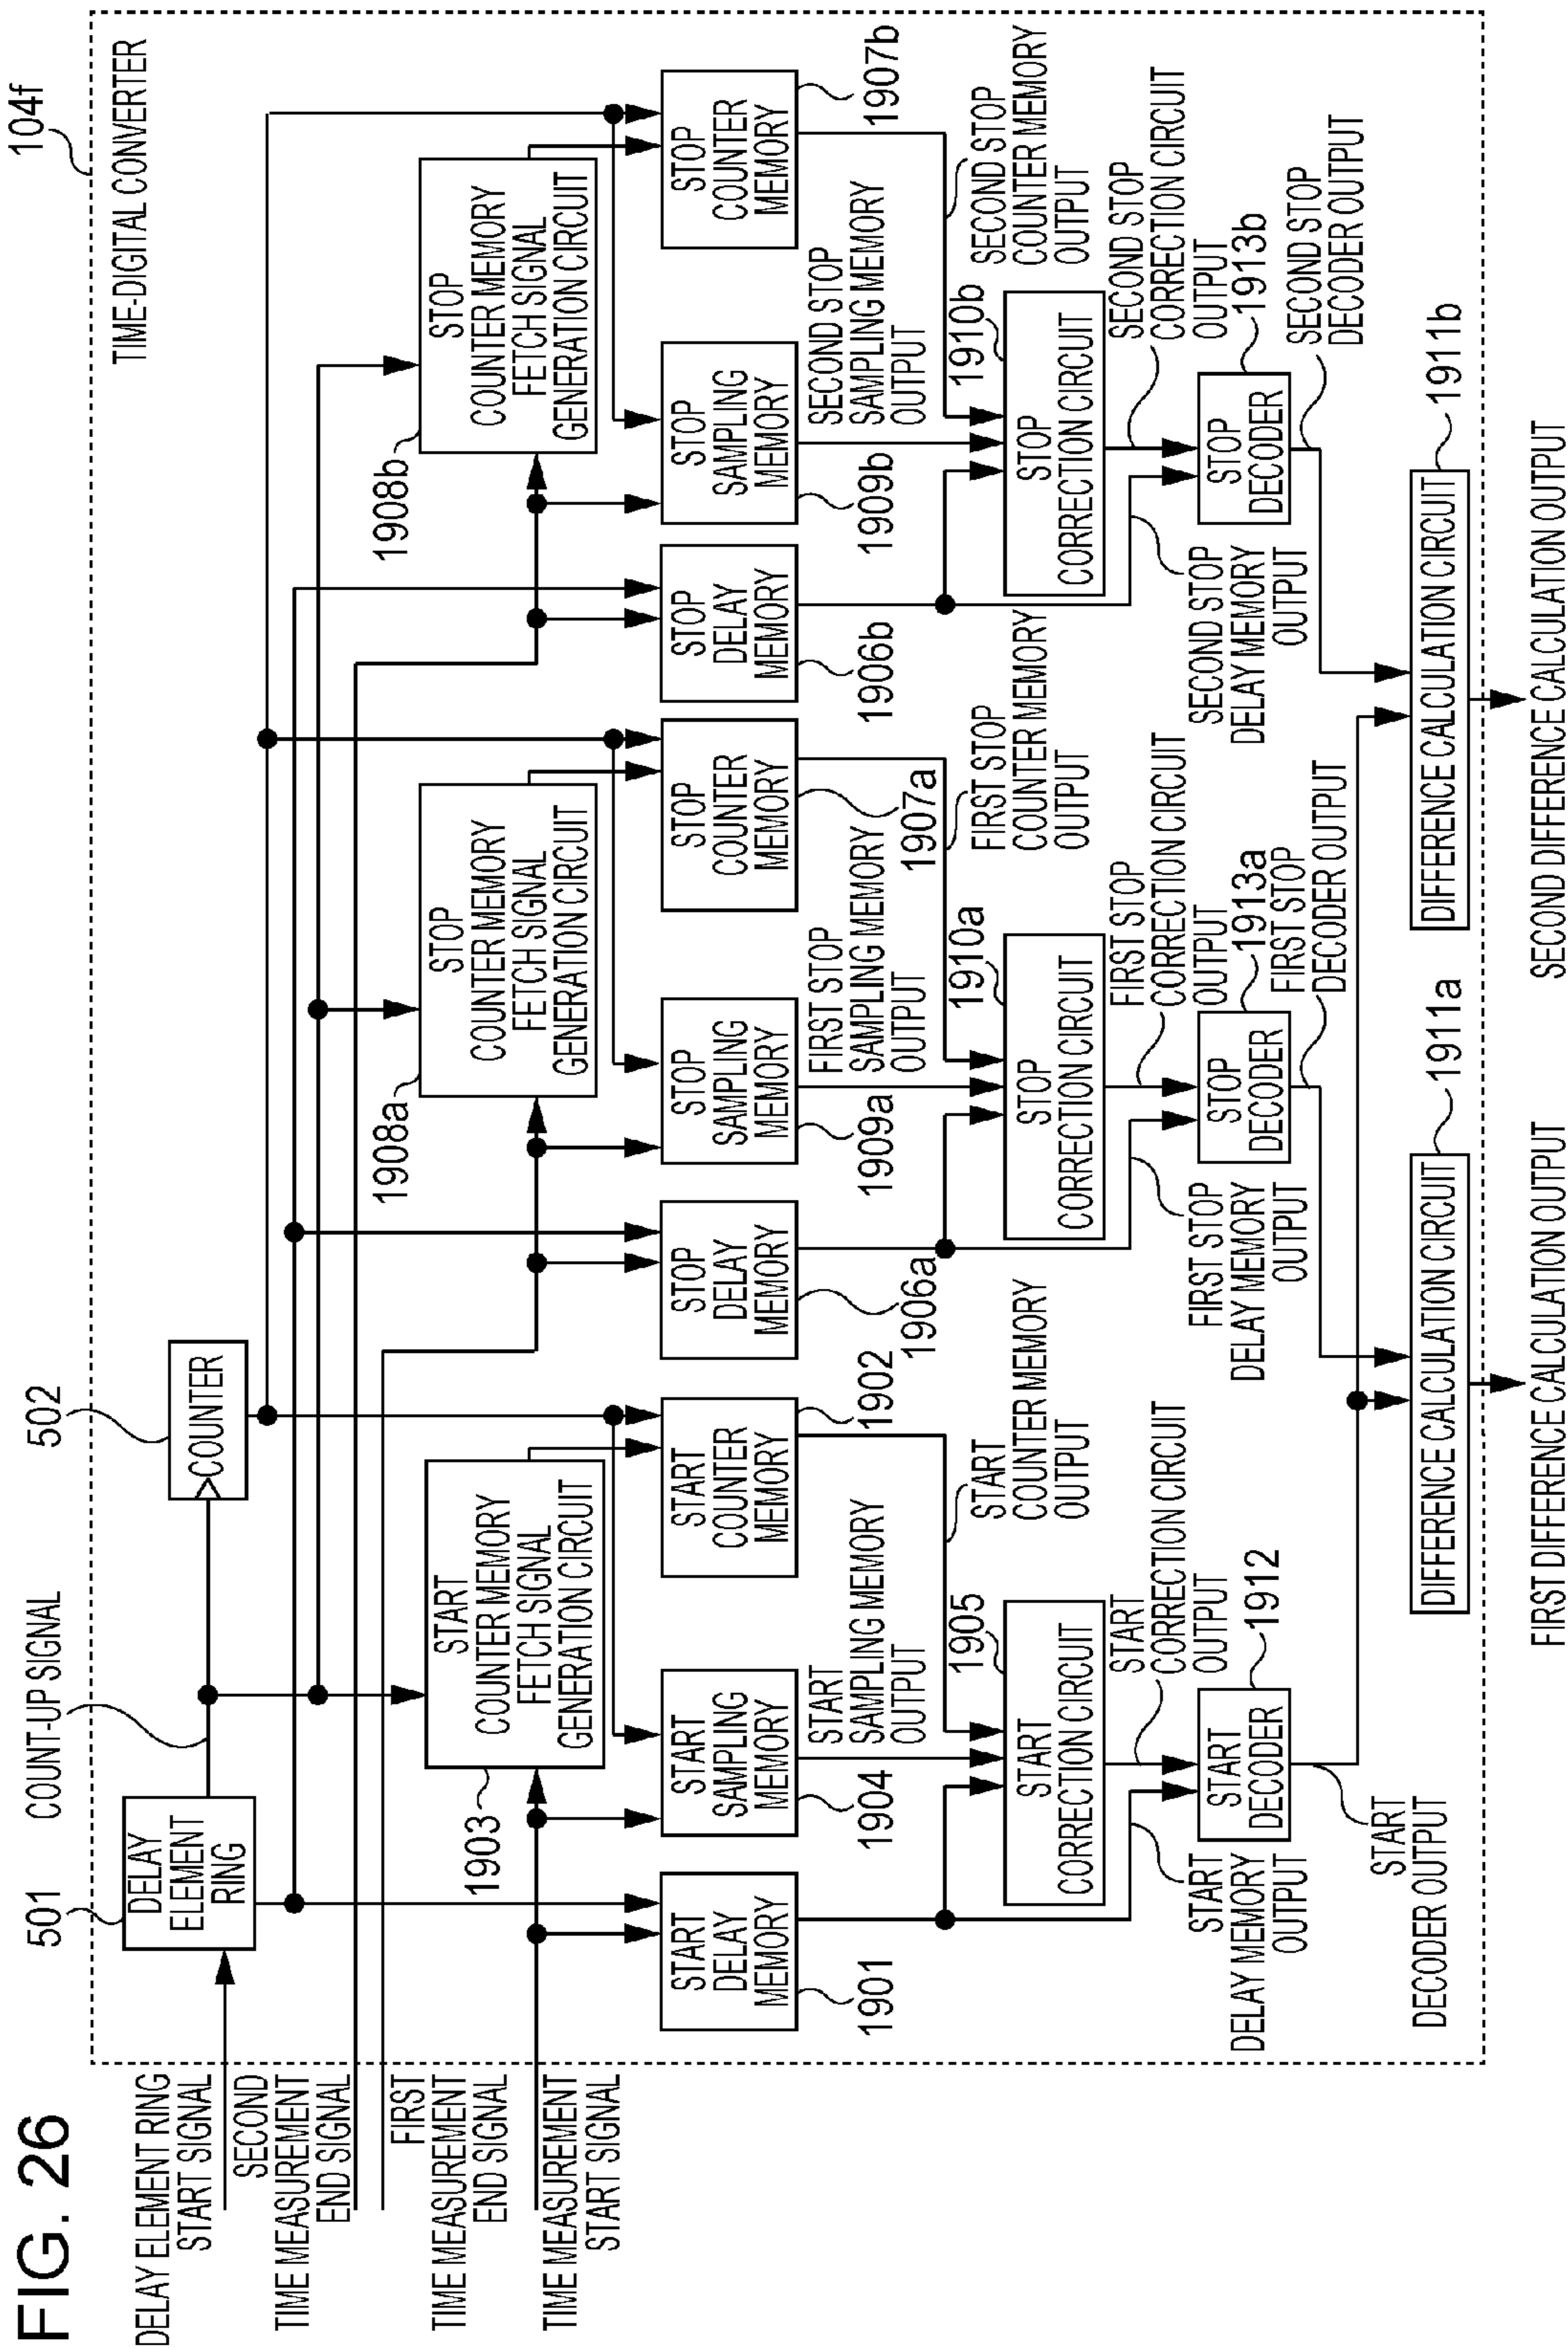 FIG. 26
104f
TIME-DIGITAL CONVERTER
DELAY ELEMENT RING
START SIGNAL
SECOND
TIME MEASUREMENT
END SIGNAL
FIRST
TIME MEASUREMENT
END SIGNAL
TIME MEASUREMENT
START SIGNAL
501
DELAY
ELEMENT
RING
COUNT-UP SIGNAL
502
COUNTER
1903
START
COUNTER MEMORY
FETCH SIGNAL
GENERATION CIRCUIT
1908a
STOP
COUNTER MEMORY
FETCH SIGNAL
GENERATION CIRCUIT
1908b
STOP
COUNTER MEMORY
FETCH SIGNAL
GENERATION CIRCUIT
START
DELAY
MEMORY
1901
START
SAMPLING
MEMORY
1904
START
COUNTER
MEMORY
1902
STOP
DELAY
MEMORY
1906a
STOP
SAMPLING
MEMORY
1909a
STOP
COUNTER
MEMORY
1907a
STOP
DELAY
MEMORY
1906b
STOP
SAMPLING
MEMORY
1909b
STOP
COUNTER
MEMORY
1907b
START
SAMPLING MEMORY
OUTPUT
START
COUNTER MEMORY
OUTPUT
FIRST STOP
SAMPLING MEMORY
OUTPUT
FIRST STOP
COUNTER MEMORY
OUTPUT
SECOND STOP
SAMPLING MEMORY
OUTPUT
SECOND STOP
COUNTER MEMORY
OUTPUT
1905
START
CORRECTION CIRCUIT
1910a
STOP
CORRECTION CIRCUIT
1910b
STOP
CORRECTION CIRCUIT
START
DELAY MEMORY
OUTPUT
START
CORRECTION CIRCUIT
OUTPUT
FIRST STOP
DELAY MEMORY
OUTPUT
FIRST STOP
CORRECTION CIRCUIT
OUTPUT
SECOND STOP
DELAY MEMORY
OUTPUT
SECOND STOP
CORRECTION CIRCUIT
OUTPUT
START
DECODER
1912
STOP
DECODER
1913a
STOP
DECODER
1913b
START
DECODER OUTPUT
FIRST STOP
DECODER OUTPUT
SECOND STOP
DECODER OUTPUT
DIFFERENCE CALCULATION CIRCUIT
1911a
DIFFERENCE CALCULATION CIRCUIT
1911b
FIRST DIFFERENCE CALCULATION OUTPUT
SECOND DIFFERENCE CALCULATION OUTPUT